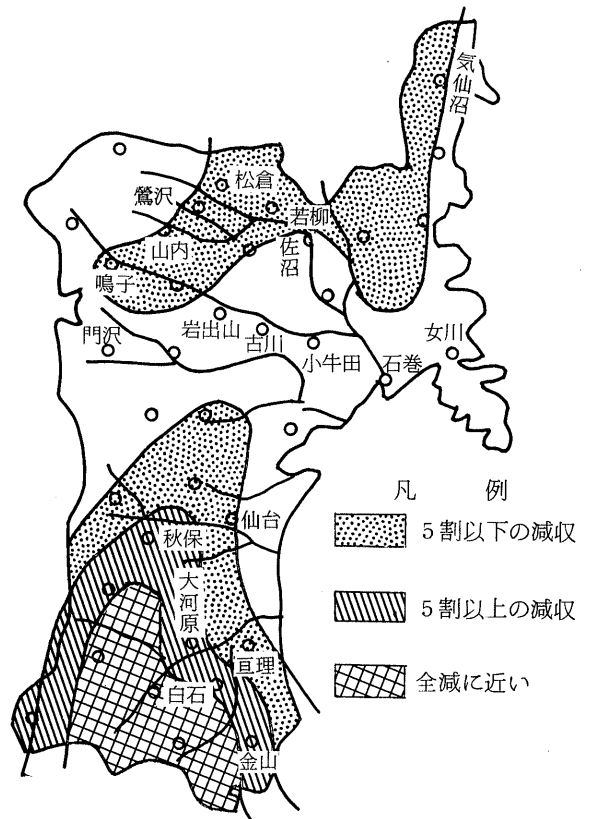 気仙沼
松倉
鶯沢
若柳
佐沼
山内
鳴子
岩出山
門沢
古川
小牛田
女川
石巻
凡例
仙台
5割以下の減収
秋保
大河原
5割以上の減収
亘理
全減に近い
白石
金山